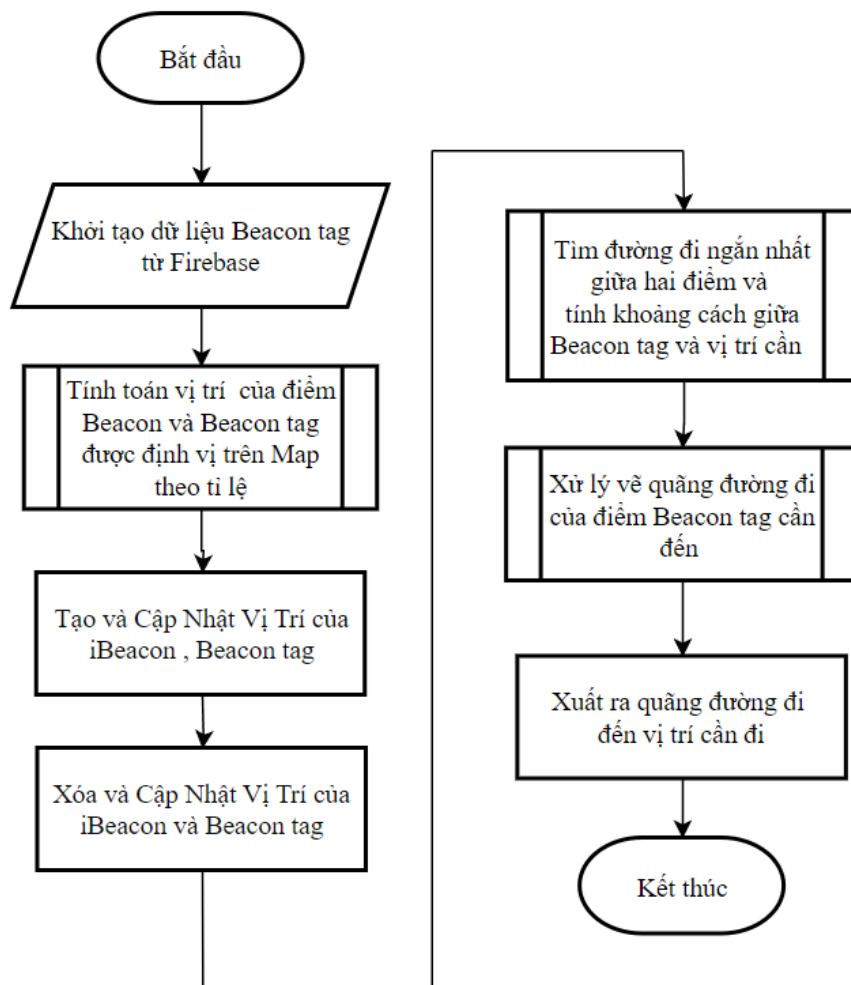 Bắt đầu
Khởi tạo dữ liệu Beacon tag
từ Firebase
Tính toán vị trí của điểm
Beacon và Beacon tag
được định vị trên Map
theo tỉ lệ
Tạo và Cập Nhật Vị Trí của
iBeacon , Beacon tag
Xóa và Cập Nhật Vị Trí của
iBeacon và Beacon tag
Tìm đường đi ngắn nhất
giữa hai điểm và
tính khoảng cách giữa
Beacon tag và vị trí cần
Xử lý vẽ quãng đường đi
của điểm Beacon tag cần
đến
Xuất ra quãng đường đi
đến vị trí cần đi
Kết thúc